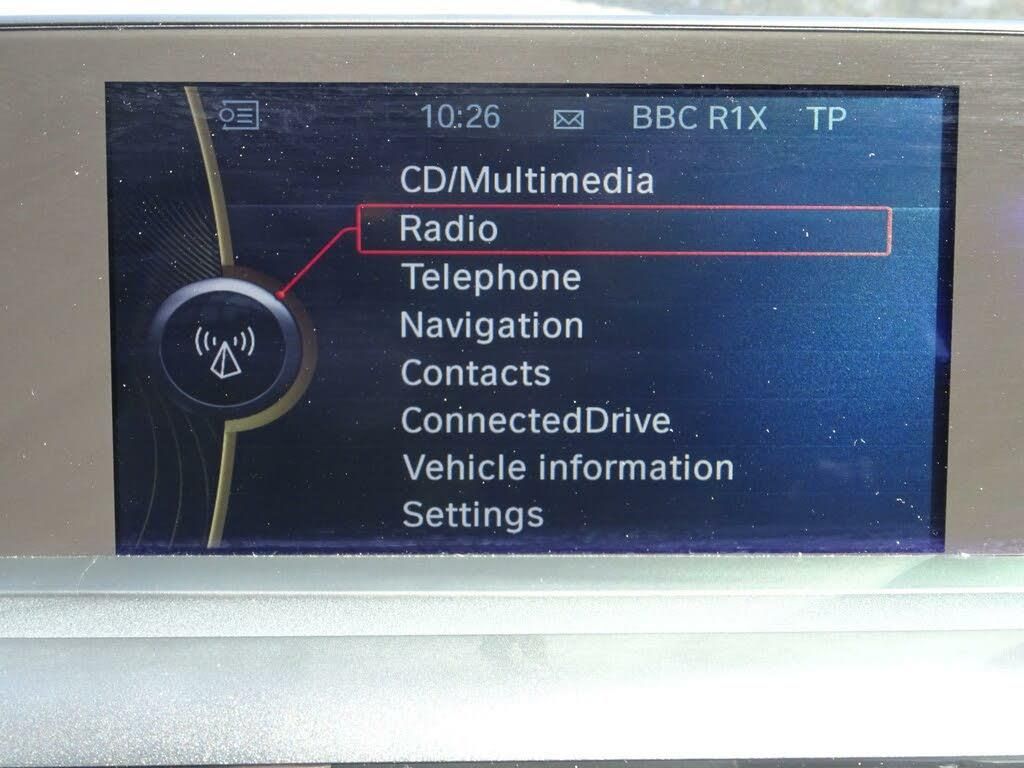 10:26 BBC R1X TP
CD/Multimedia
Radio
Telephone
Navigation
Contacts
ConnectedDrive
Vehicle information
Settings